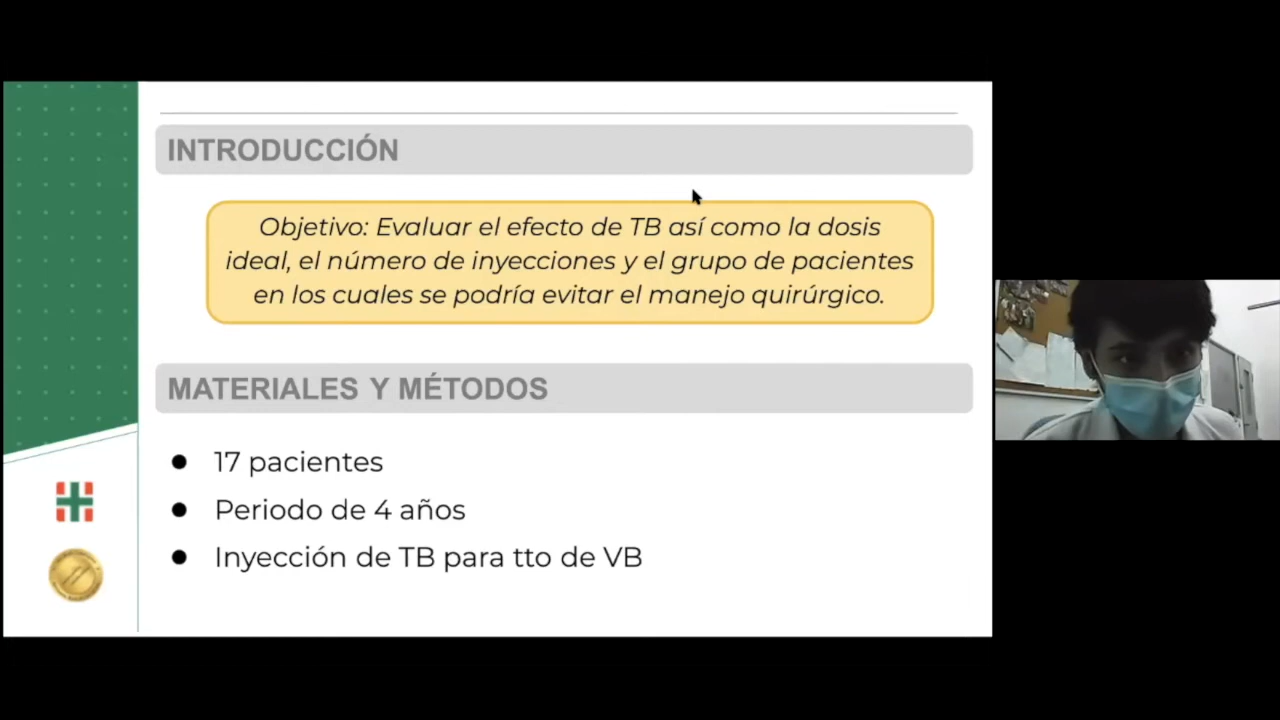 INTRODUCCIÓN
Objetivo: Evaluar el efecto de TB así como la dosis
ideal, el número de inyecciones y el grupo de pacientes
en los cuales se podría evitar el manejo quirúrgico.
MATERIALES Y MÉTODOS
● 17 pacientes
● Periodo de 4 años
● Inyección de TB para tto de VB